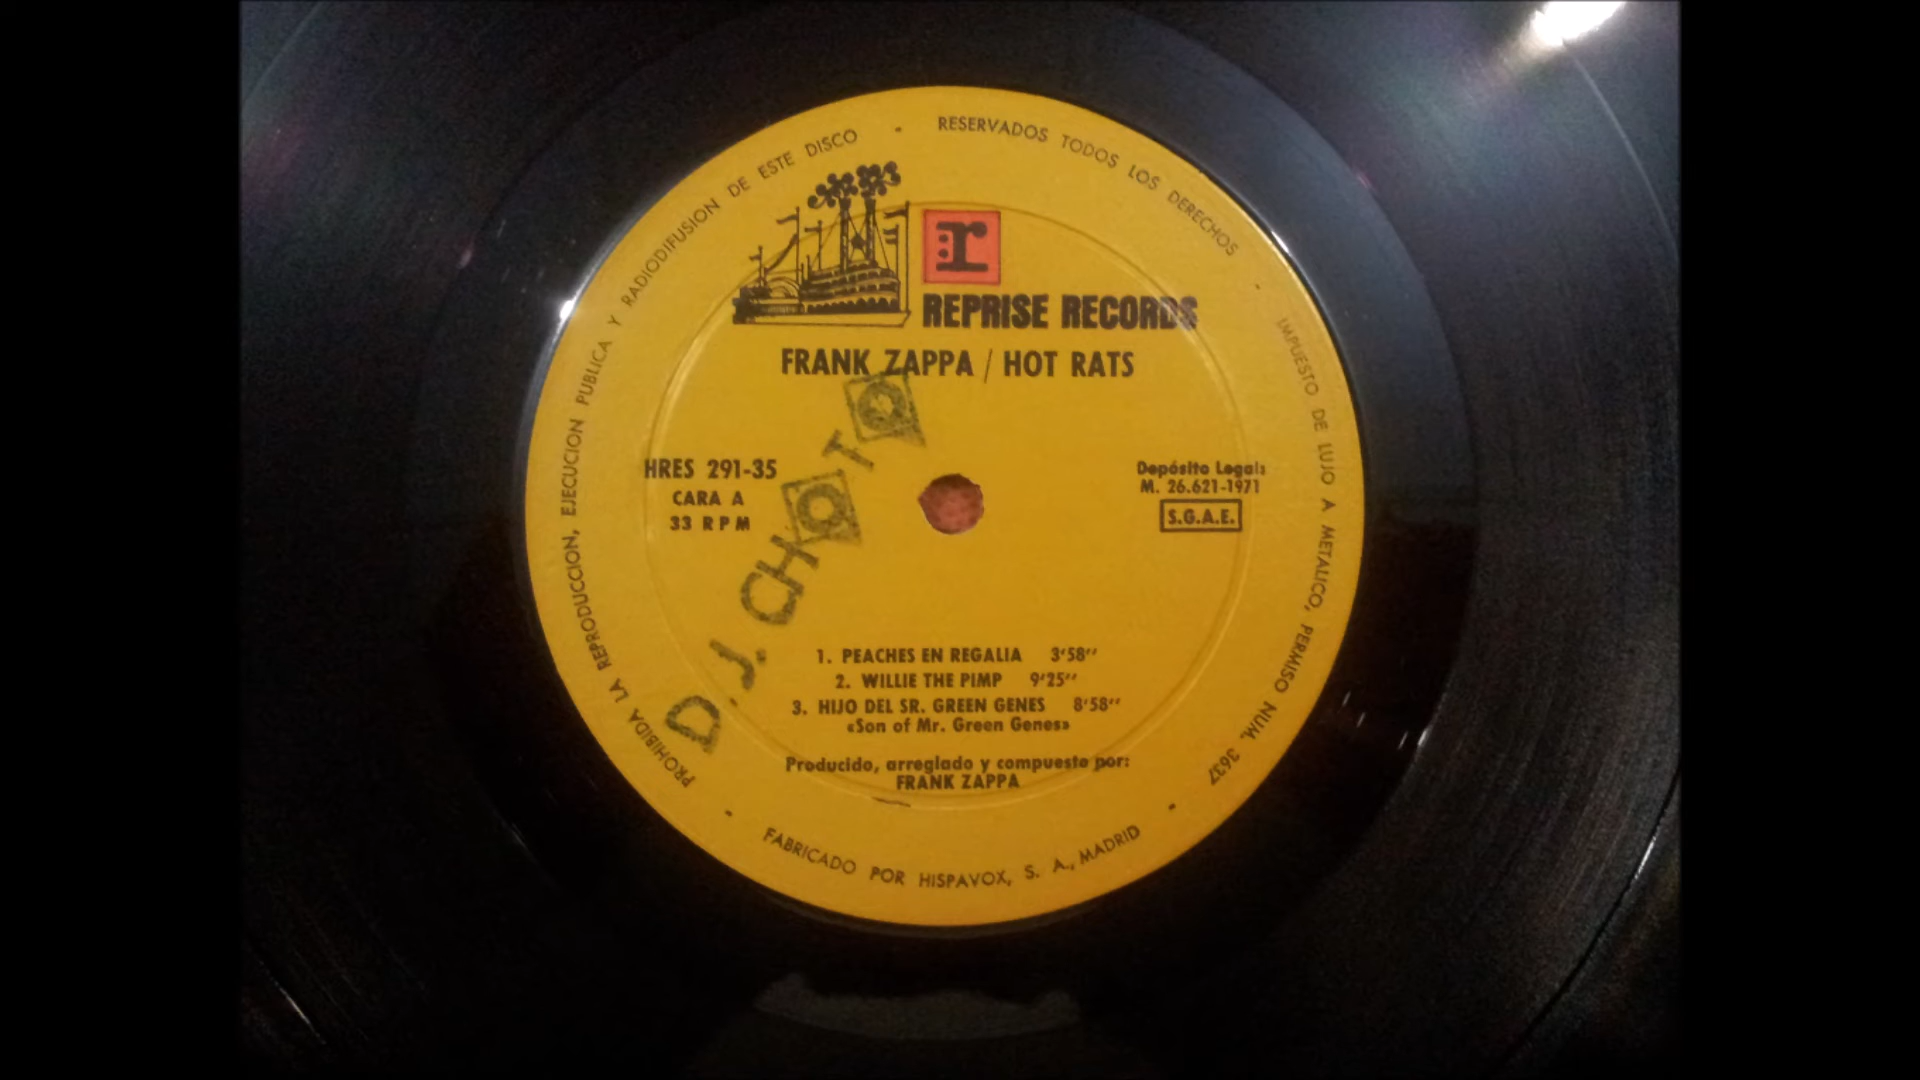 PROHIBIDA LA REPRODUCCION, EJECUCION PUBLICA Y RADIODIFUSION DE ESTE DISCO
RESERVADOS TODOS LOS DERECHOS
IMPUESTO DE LUJO A METALICO, PERMISO NUM. 3637
r
REPRISE RECORDS
FRANK ZAPPA / HOT RATS
HRES 291-35
CARA A
33 RPM
Depósito Legal:
M. 26.621-1971
S.G.A.E.
D.J. CHOTO
1. PEACHES EN REGALIA 3'58''
2. WILLIE THE PIMP 9'25''
3. HIJO DEL SR. GREEN GENES 8'58''
«Son of Mr. Green Genes»
Producido, arreglado y compuesto por:
FRANK ZAPPA
FABRICADO POR HISPAVOX, S. A., MADRID